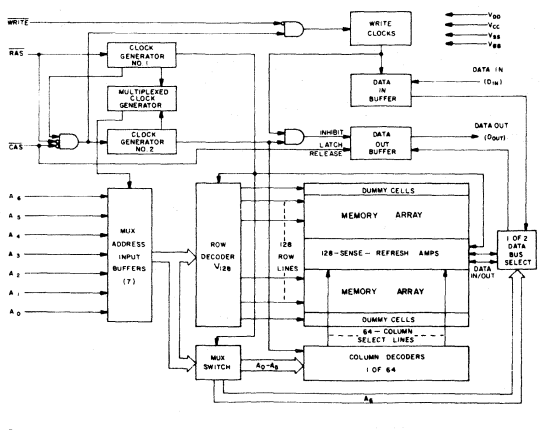 WRITE
WRITE
CLOCKS
VDD
VCC
VSS
VBB
RAS
CLOCK
GENERATOR
NO. 1
MULTIPLEXED
CLOCK
GENERATOR
DATA
IN
BUFFER
DATA IN
(DIN)
CAS
CLOCK
GENERATOR
NO. 2
INHIBIT
LATCH
RELEASE
DATA
OUT
BUFFER
DATA OUT
(DOUT)
A6
A5
A4
A3
A2
A1
A0
MUX
ADDRESS
INPUT
BUFFERS
(7)
ROW
DECODER
1/128
128
ROW
LINES
DUMMY CELLS
MEMORY ARRAY
128-SENSE-REFRESH AMPS
MEMORY ARRAY
DUMMY CELLS
DATA
IN/OUT
1 OF 2
DATA
BUS
SELECT
64-COLUMN
SELECT LINES
MUX
SWITCH
A0-A5
COLUMN DECODERS
1 OF 64
A6